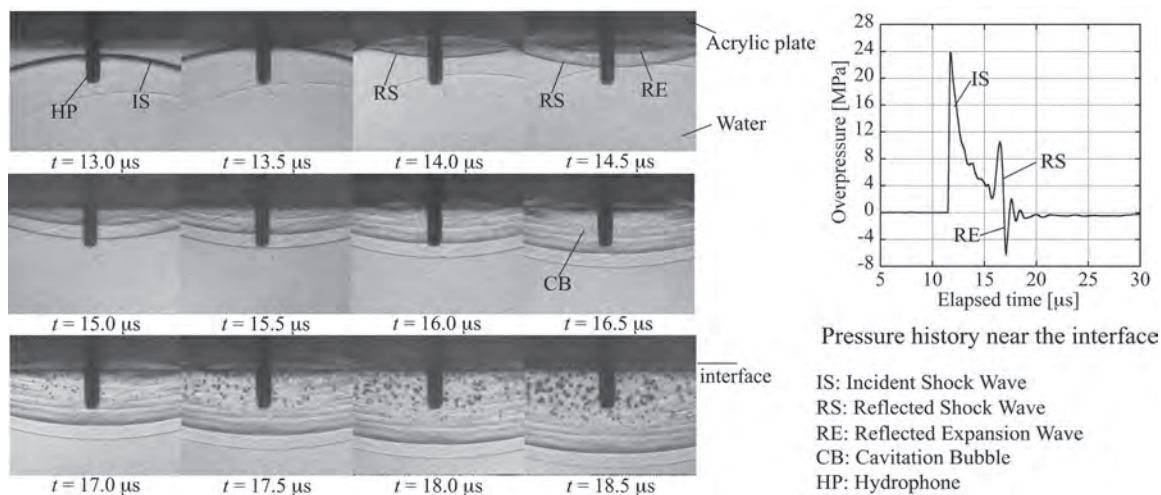 Acrylic plate
HP
IS
RS
RS
RE
Water
t = 13.0 μs
t = 13.5 μs
t = 14.0 μs
t = 14.5 μs
CB
t = 15.0 μs
t = 15.5 μs
t = 16.0 μs
t = 16.5 μs
interface
t = 17.0 μs
t = 17.5 μs
t = 18.0 μs
t = 18.5 μs
Overpressure [MPa]
28
24
20
16
12
8
4
0
-4
-8
IS
RS
RE
5 10 15 20 25 30
Elapsed time [μs]
Pressure history near the interface
IS: Incident Shock Wave
RS: Reflected Shock Wave
RE: Reflected Expansion Wave
CB: Cavitation Bubble
HP: Hydrophone